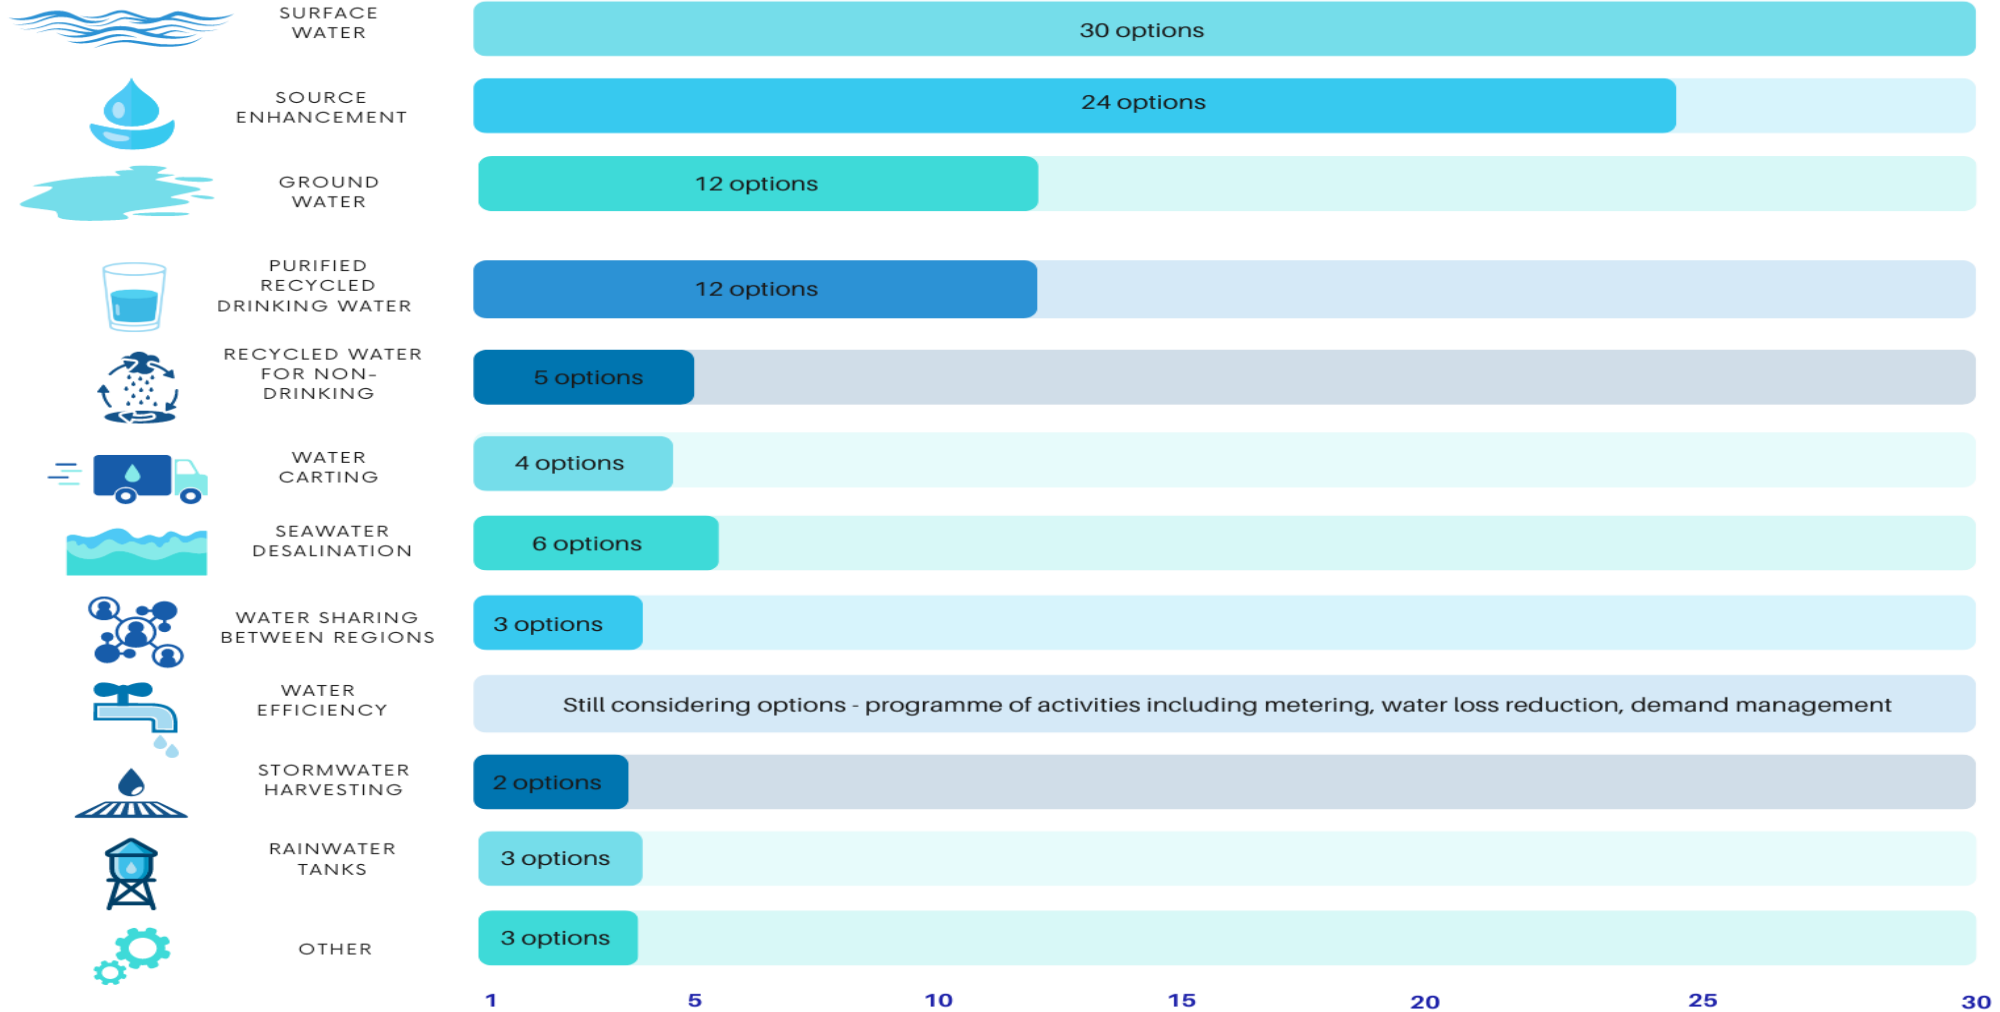 SURFACE
WATER
30 options
SOURCE
ENHANCEMENT
24 options
GROUND
WATER
12 options
PURIFIED
RECYCLED
DRINKING WATER
12 options
RECYCLED WATER
FOR NON-
DRINKING
5 options
WATER
CARTING
4 options
SEAWATER
DESALINATION
6 options
WATER SHARING
BETWEEN REGIONS
3 options
WATER
EFFICIENCY
Still considering options - programme of activities including metering, water loss reduction, demand management
STORMWATER
HARVESTING
2 options
RAINWATER
TANKS
3 options
OTHER
3 options
1 5 10 15 20 25 30